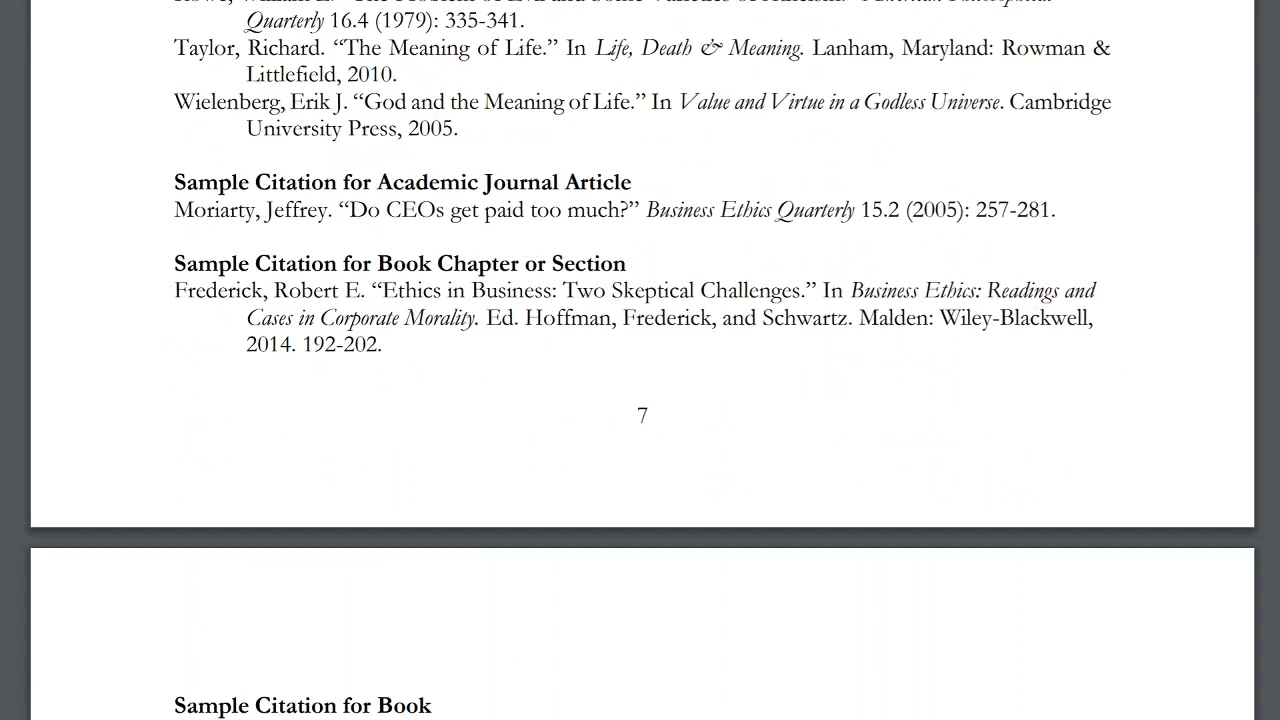 Quarterly 16.4 (1979): 335-341.
Taylor, Richard. “The Meaning of Life.” In Life, Death & Meaning. Lanham, Maryland: Rowman &
Littlefield, 2010.
Wielenberg, Erik J. “God and the Meaning of Life.” In Value and Virtue in a Godless Universe. Cambridge
University Press, 2005.
Sample Citation for Academic Journal Article
Moriarty, Jeffrey. “Do CEOs get paid too much?” Business Ethics Quarterly 15.2 (2005): 257-281.
Sample Citation for Book Chapter or Section
Frederick, Robert E. “Ethics in Business: Two Skeptical Challenges.” In Business Ethics: Readings and
Cases in Corporate Morality. Ed. Hoffman, Frederick, and Schwartz. Malden: Wiley-Blackwell,
2014. 192-202.
7
Sample Citation for Book